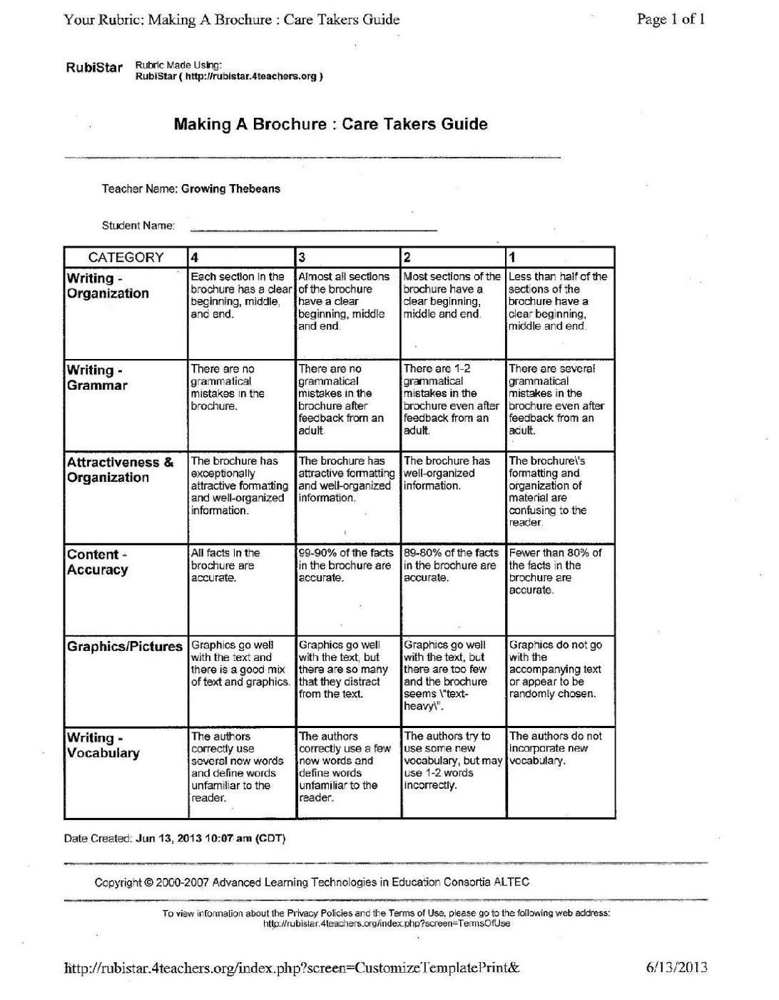 Your Rubric: Making A Brochure : Care Takers Guide
Page 1 of 1
RubiStar
Rubric Made Using:
RubiStar ( http://rubistar.4teachers.org )
Making A Brochure : Care Takers Guide
Teacher Name: Growing Thebeans
Student Name:
CATEGORY 4 3 2 1
Writing -
Organization
Each section in the
brochure has a clear
beginning, middle,
and end.
Almost all sections
of the brochure
have a clear
beginning, middle
and end.
Most sections of the
brochure have a
clear beginning,
middle and end.
Less than half of the
sections of the
brochure have a
clear beginning,
middle and end.
Writing -
Grammar
There are no
grammatical
mistakes in the
brochure.
There are no
grammatical
mistakes in the
brochure after
feedback from an
adult.
There are 1-2
grammatical
mistakes in the
brochure even after
feedback from an
adult.
There are several
grammatical
mistakes in the
brochure even after
feedback from an
adult.
Attractiveness &
Organization
The brochure has
exceptionally
attractive formatting
and well-organized
information.
The brochure has
attractive formatting
and well-organized
information.
The brochure has
well-organized
information.
The brochure\'s
formatting and
organization of
material are
confusing to the
reader.
Content -
Accuracy
All facts in the
brochure are
accurate.
99-90% of the facts
in the brochure are
accurate.
89-80% of the facts
in the brochure are
accurate.
Fewer than 80% of
the facts in the
brochure are
accurate.
Graphics/Pictures
Graphics go well
with the text and
there is a good mix
of text and graphics.
Graphics go well
with the text, but
there are so many
that they distract
from the text.
Graphics go well
with the text, but
there are too few
and the brochure
seems \"text-
heavy\".
Graphics do not go
with the
accompanying text
or appear to be
randomly chosen.
Writing -
Vocabulary
The authors
correctly use
several new words
and define words
unfamiliar to the
reader.
The authors
correctly use a few
new words and
define words
unfamiliar to the
reader.
The authors try to
use some new
vocabulary, but may
use 1-2 words
incorrectly.
The authors do not
incorporate new
vocabulary.
Date Created: Jun 13, 2013 10:07 am (CDT)
Copyright © 2000-2007 Advanced Learning Technologies in Education Consortia ALTEC
To view information about the Privacy Policies and the Terms of Use, please go to the following web address:
http://rubistar.4teachers.org/index.php?screen=TermsOfUse
http://rubistar.4teachers.org/index.php?screen=CustomizeTemplatePrint&
6/13/2013